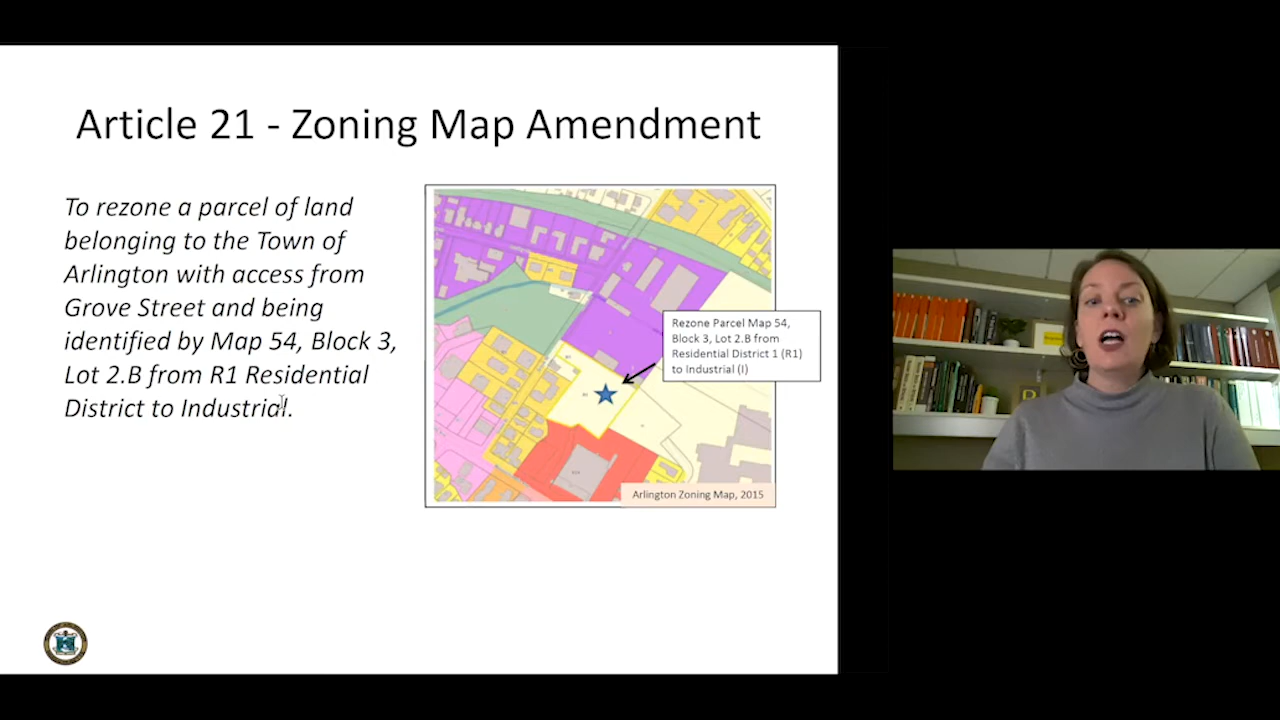 Article 21 - Zoning Map Amendment
To rezone a parcel of land
belonging to the Town of
Arlington with access from
Grove Street and being
identified by Map 54, Block 3,
Lot 2.B from R1 Residential
District to Industrial.
Rezone Parcel Map 54,
Block 3, Lot 2.B from
Residential District 1 (R1)
to Industrial (I)
Arlington Zoning Map, 2015